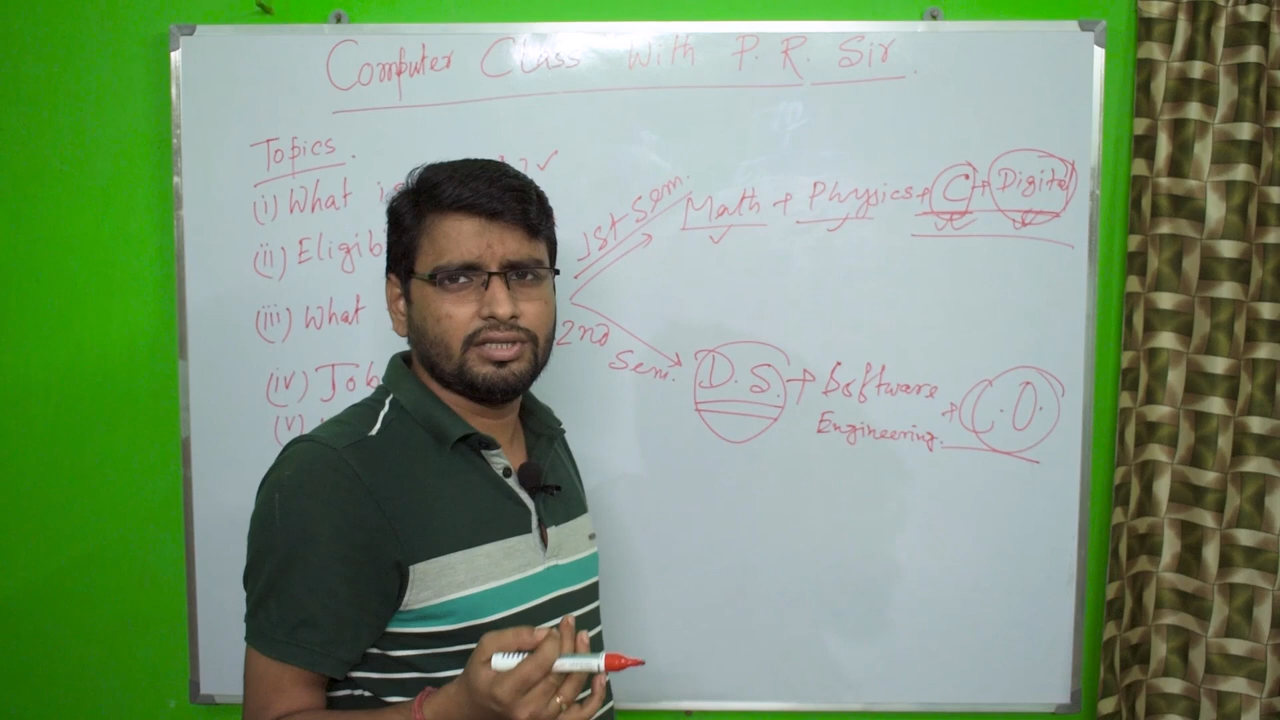 Computer Class With P. R. Sir.
Topics.
(i) What is
(ii) Eligib
(iii) What
(iv) Job
(v)
1st Sem.
Math + Physics + C + Digital
2nd Sem.
D.S. + Software Engineering. + C.O.